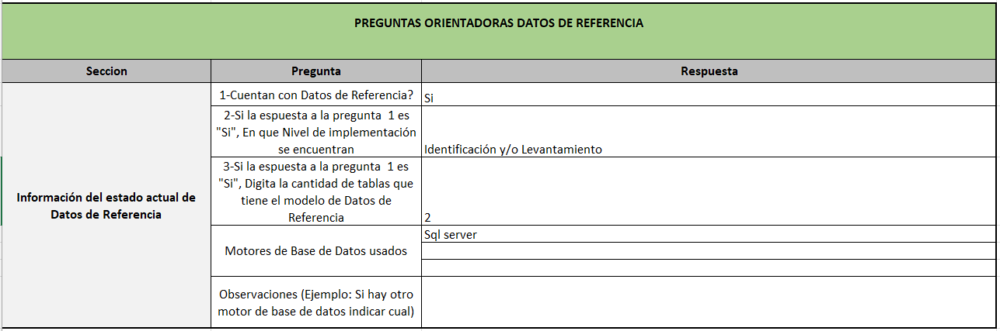 PREGUNTAS ORIENTADORAS DATOS DE REFERENCIA
Seccion
Pregunta
Respuesta
Información del estado actual de
Datos de Referencia
1-Cuentan con Datos de Referencia?
Si
2-Si la espuesta a la pregunta  1 es
"Si", En que Nivel de implementación
se encuentran
Identificación y/o Levantamiento
3-Si la espuesta a la pregunta  1 es
"Si", Digita la cantidad de tablas que
tiene el modelo de Datos de
Referencia
2
Motores de Base de Datos usados
Sql server
Observaciones (Ejemplo: Si hay otro
motor de base de datos indicar cual)